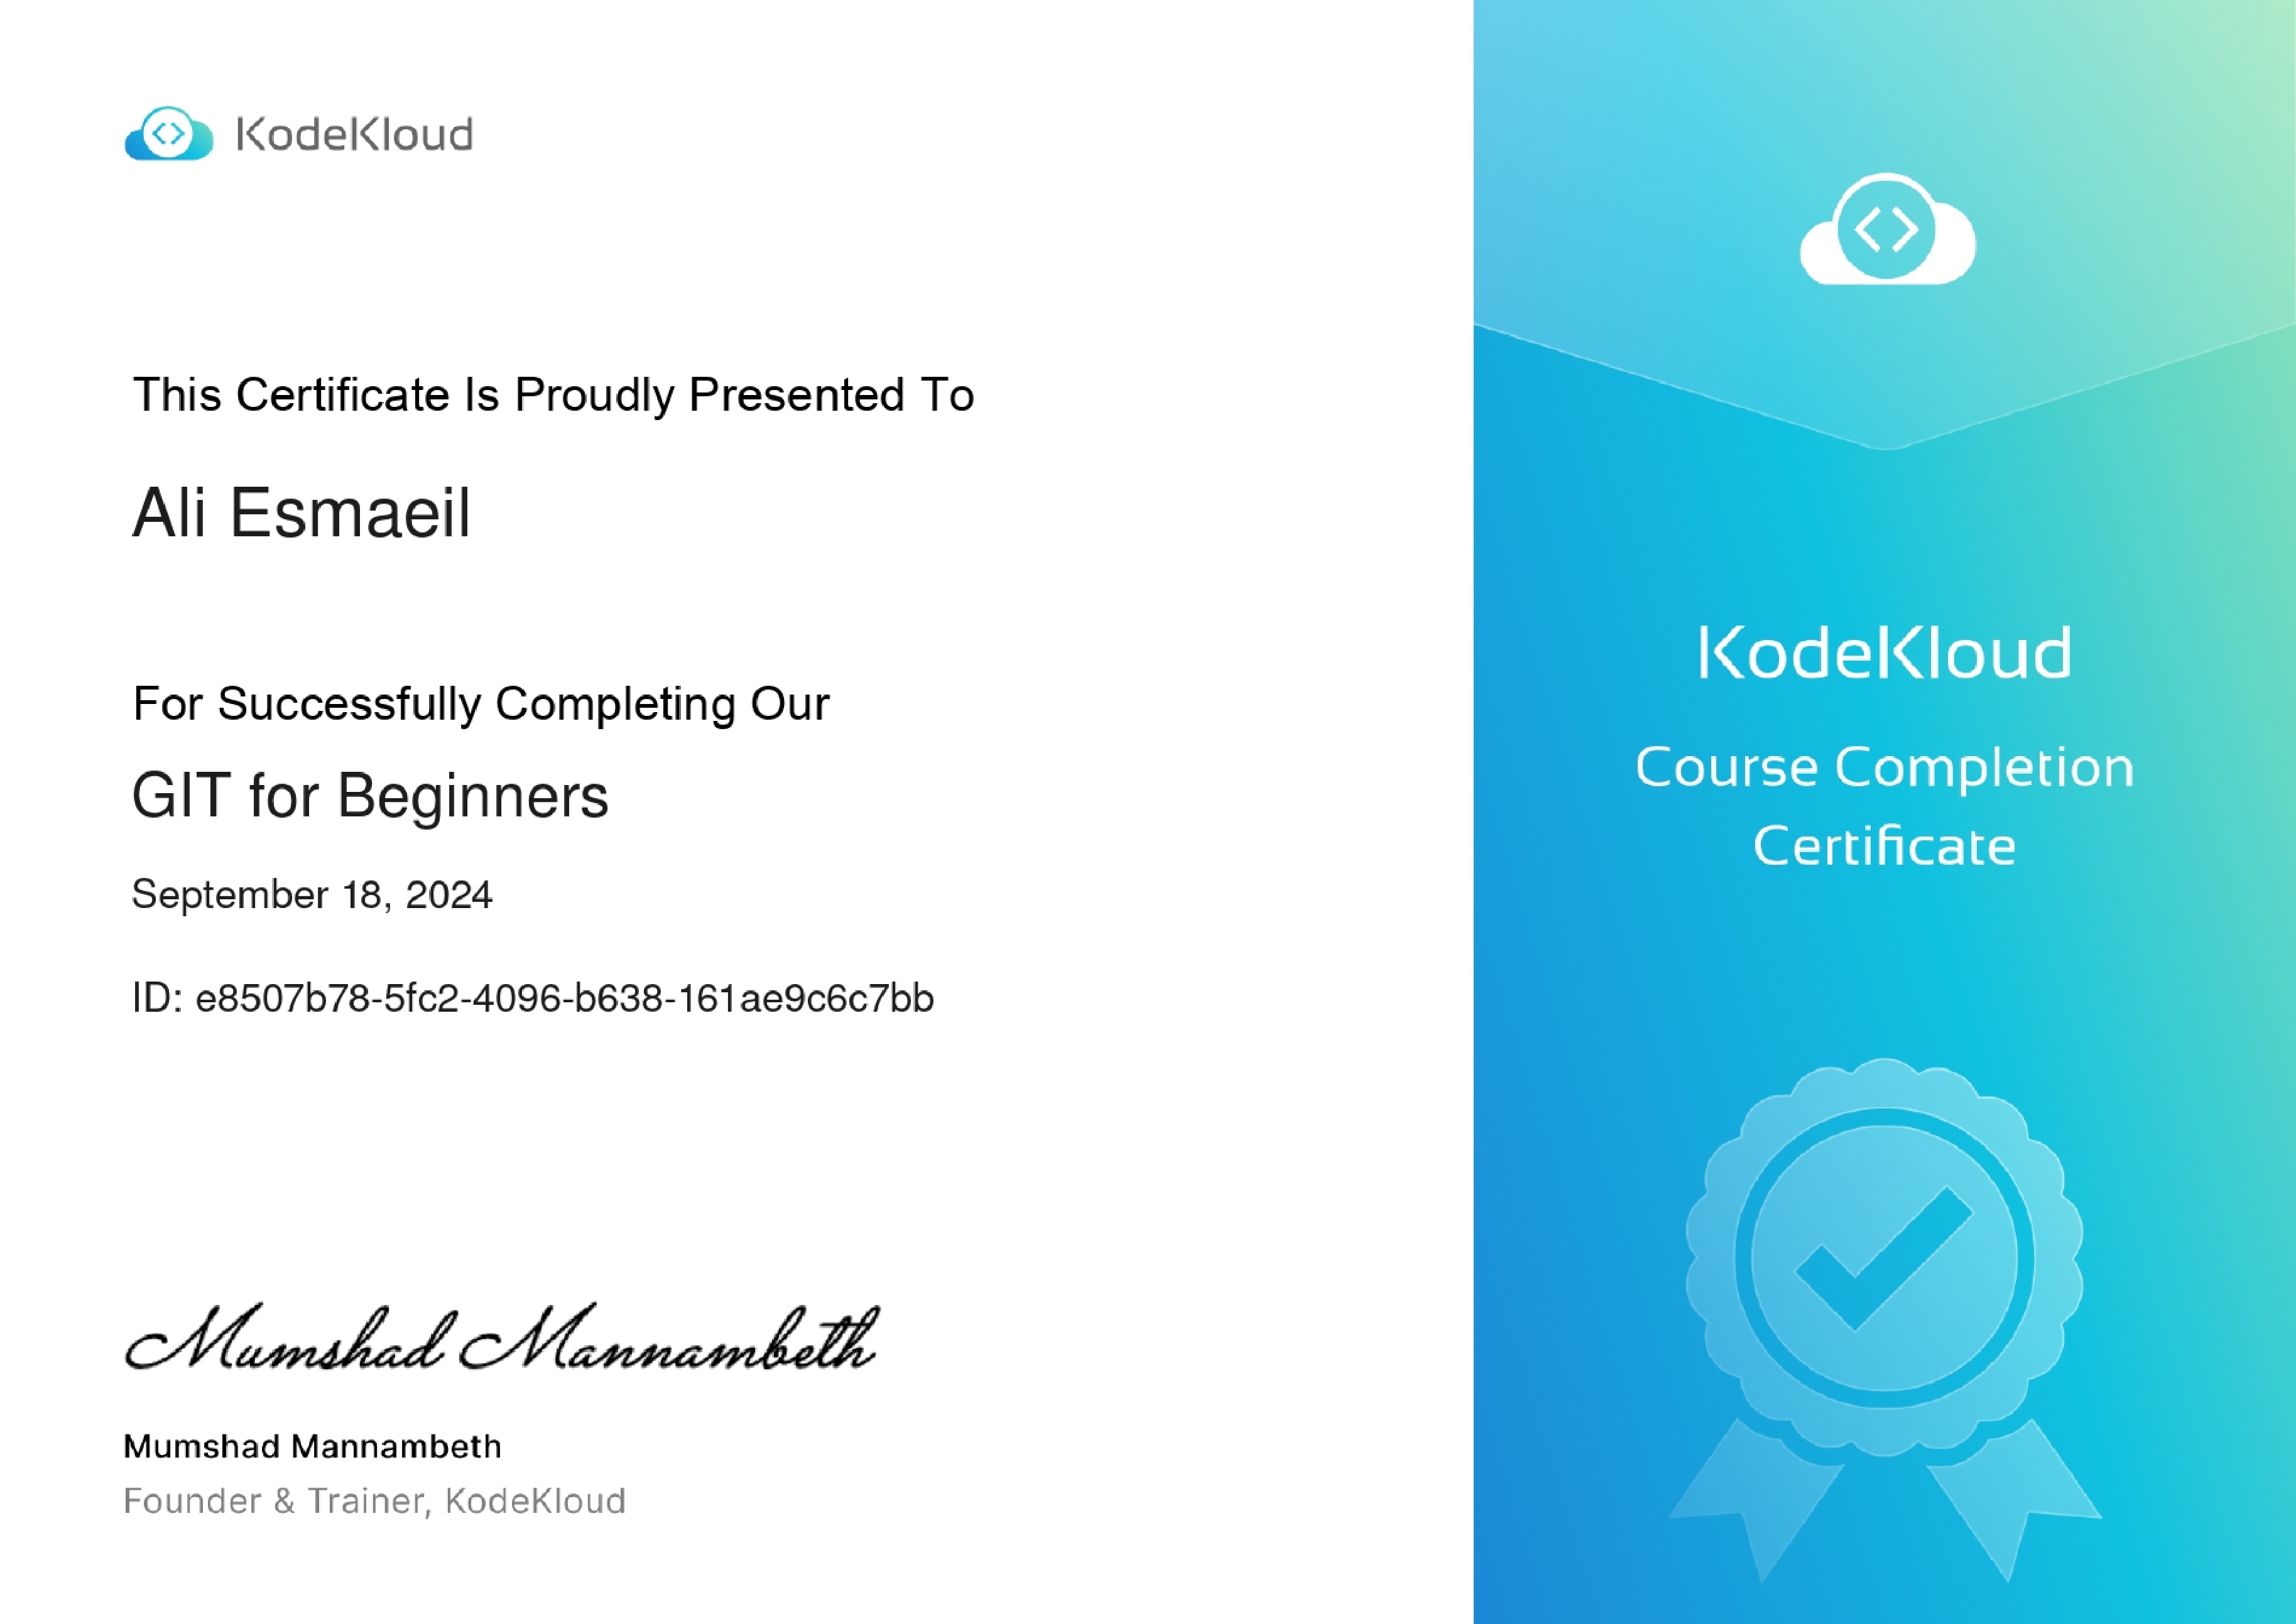 KodeKloud
This Certificate Is Proudly Presented To
Ali Esmaeil
For Successfully Completing Our
GIT for Beginners
September 18, 2024
ID: e8507b78-5fc2-4096-b638-161ae9c6c7bb
Mumshad Mannambeth
Mumshad Mannambeth
Founder & Trainer, KodeKloud
KodeKloud
Course Completion
Certificate